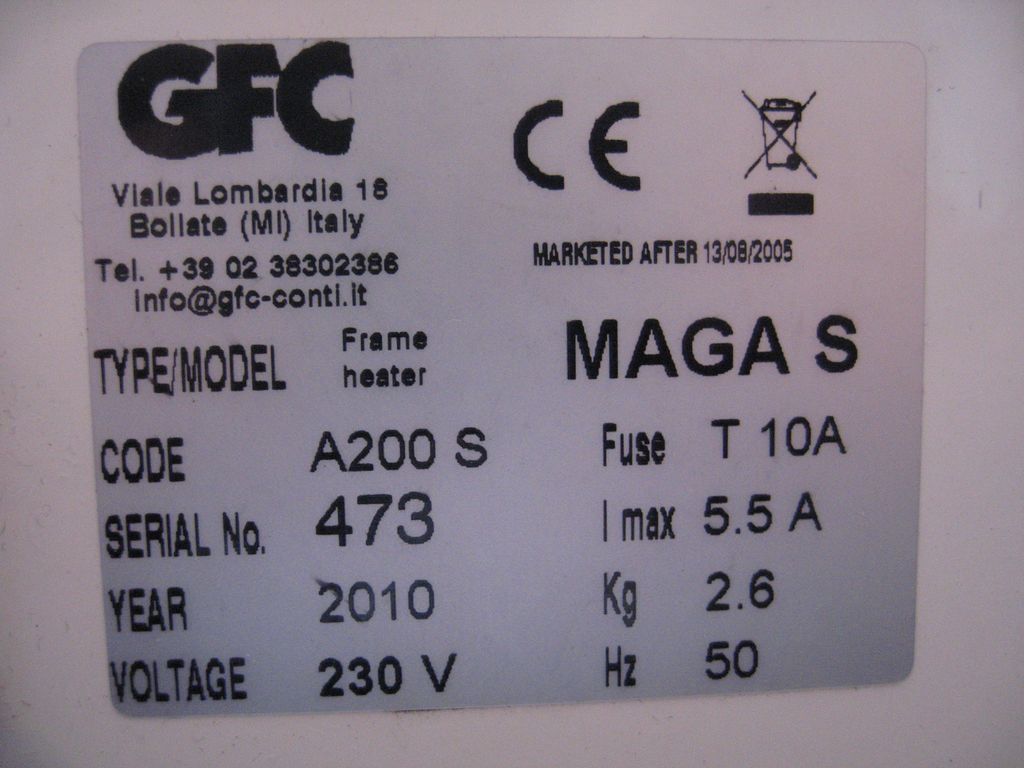 GFC
Viale Lombardia 18
Bollate (MI) Italy
Tel. +39 02 38302386
info@gfc-conti.it
CE
MARKETED AFTER 13/08/2005
TYPE/MODEL Frame heater MAGA S
CODE A200 S Fuse T 10A
SERIAL No. 473 I max 5.5 A
YEAR 2010 Kg 2.6
VOLTAGE 230 V Hz 50